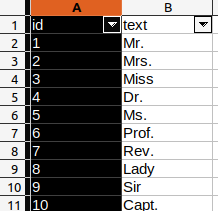 A B
1 id text
2 1 Mr.
3 2 Mrs.
4 3 Miss
5 4 Dr.
6 5 Ms.
7 6 Prof.
8 7 Rev.
9 8 Lady
10 9 Sir
11 10 Capt.